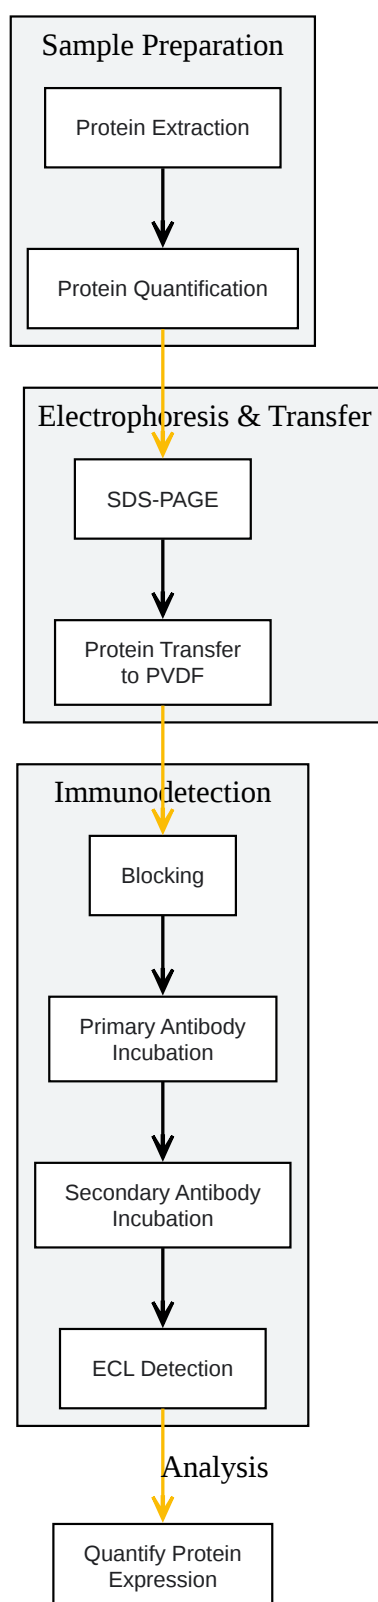 Sample Preparation
Protein Extraction
Protein Quantification
Electrophoresis & Transfer
SDS-PAGE
Protein Transfer
to PVDF
Immunodetection
Blocking
Primary Antibody
Incubation
Secondary Antibody
Incubation
ECL Detection
Analysis
Quantify Protein
Expression